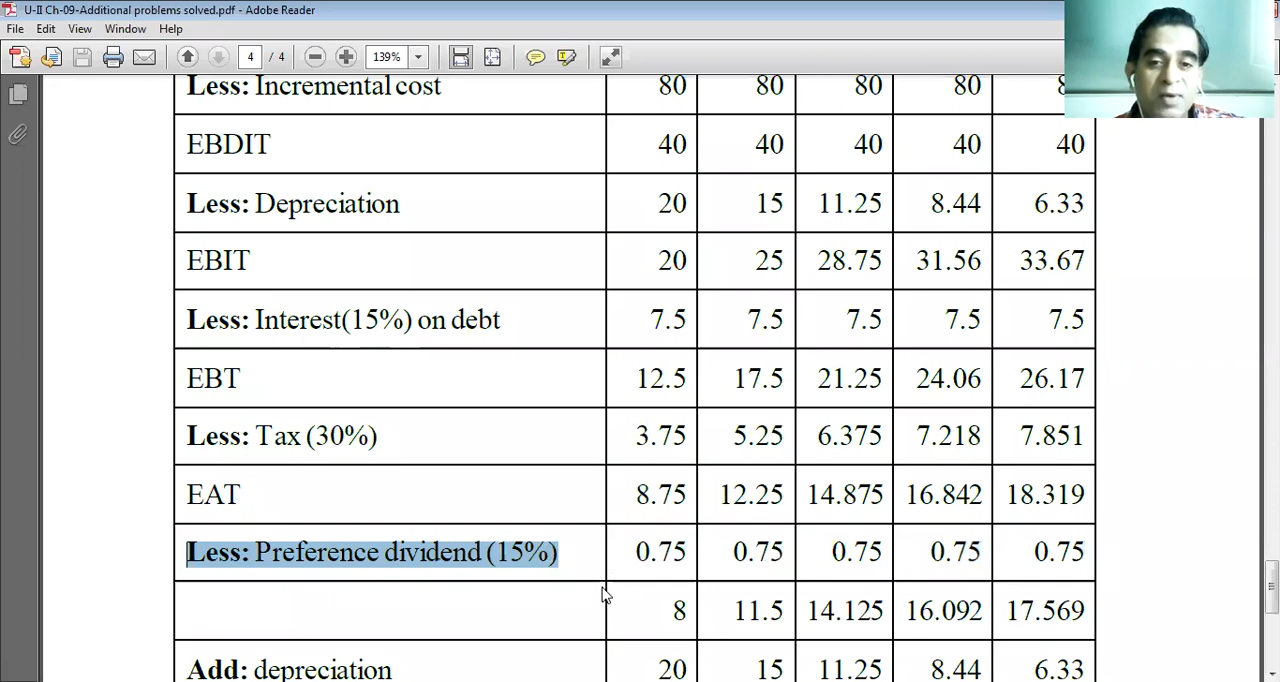 U-II Ch-09-Additional problems solved.pdf - Adobe Reader
File Edit View Window Help
4 / 4 139%
Less: Incremental cost 80 80 80 80
EBDIT 40 40 40 40 40
Less: Depreciation 20 15 11.25 8.44 6.33
EBIT 20 25 28.75 31.56 33.67
Less: Interest(15%) on debt 7.5 7.5 7.5 7.5 7.5
EBT 12.5 17.5 21.25 24.06 26.17
Less: Tax (30%) 3.75 5.25 6.375 7.218 7.851
EAT 8.75 12.25 14.875 16.842 18.319
Less: Preference dividend (15%) 0.75 0.75 0.75 0.75 0.75
8 11.5 14.125 16.092 17.569
Add: depreciation 20 15 11.25 8.44 6.33